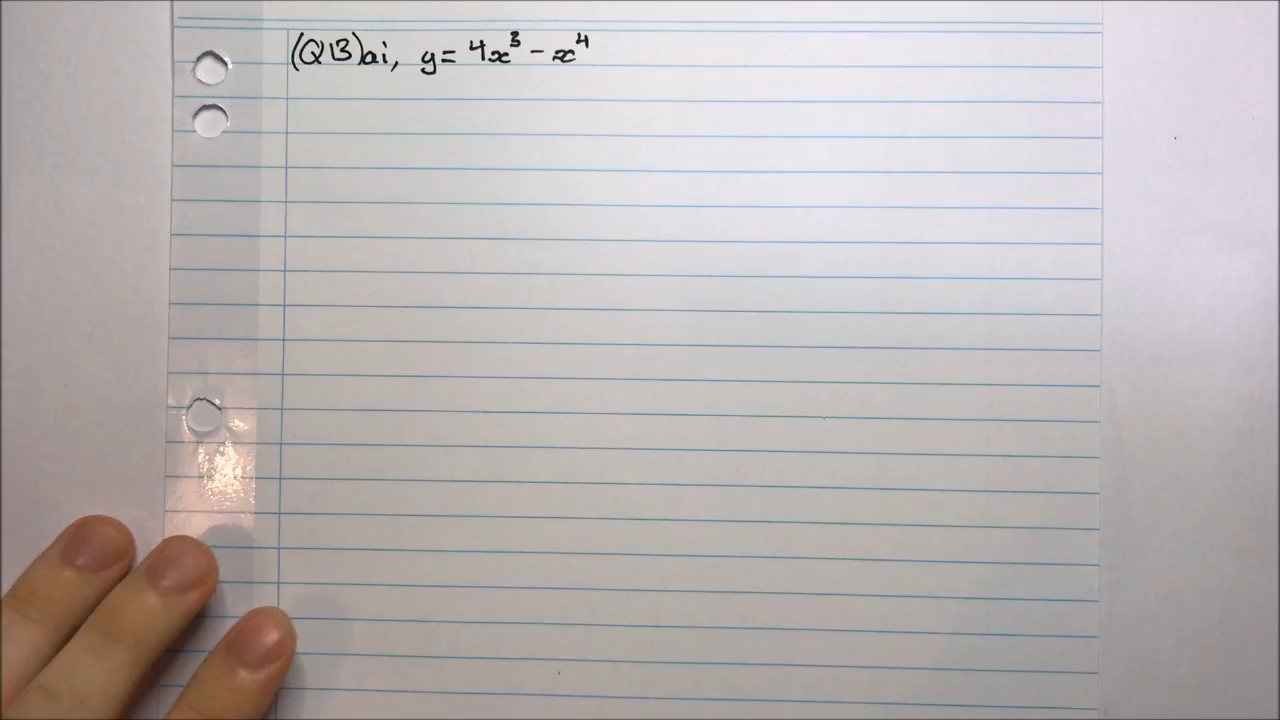 (Q13)ai, y = 4x³ - x⁴